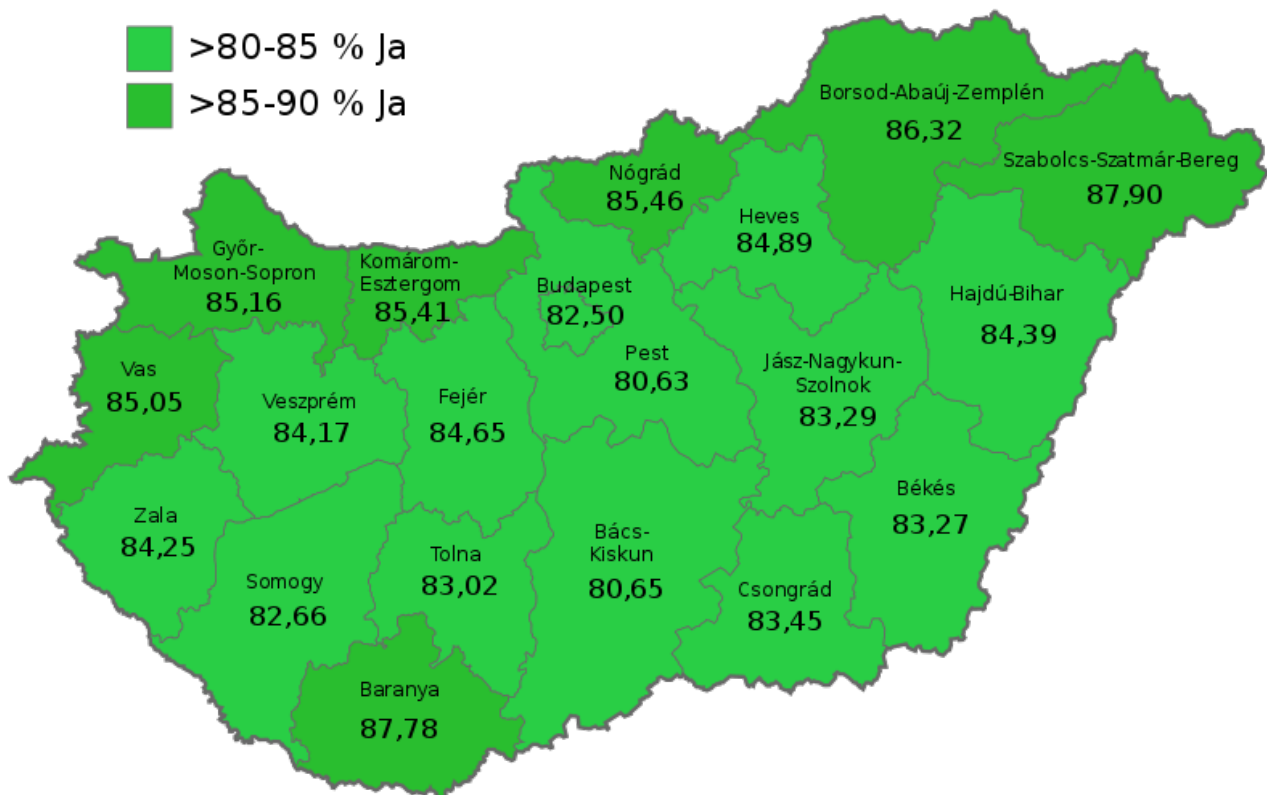 >80-85 % Ja
>85-90 % Ja
Borsod-Abaúj-Zemplén
86,32
Szabolcs-Szatmár-Bereg
87,90
Nógrád
85,46
Heves
84,89
Győr-
Moson-Sopron
85,16
Komárom-
Esztergom
85,41
Budapest
82,50
Hajdú-Bihar
84,39
Vas
85,05
Veszprém
84,17
Fejér
84,65
Pest
80,63
Jász-Nagykun-
Szolnok
83,29
Zala
84,25
Somogy
82,66
Tolna
83,02
Bács-
Kiskun
80,65
Csongrád
83,45
Békés
83,27
Baranya
87,78